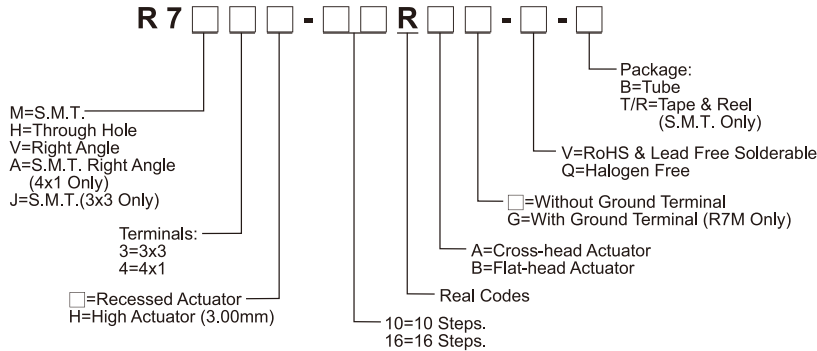 R7□□□-□□R□□-□-□
Package:
B=Tube
T/R=Tape & Reel
(S.M.T. Only)
M=S.M.T.
H=Through Hole
V=Right Angle
A=S.M.T. Right Angle
(4x1 Only)
J=S.M.T.(3x3 Only)
V=RoHS & Lead Free Solderable
Q=Halogen Free
□=Without Ground Terminal
G=With Ground Terminal (R7M Only)
Terminals:
3=3x3
4=4x1
A=Cross-head Actuator
B=Flat-head Actuator
□=Recessed Actuator
H=High Actuator (3.00mm)
Real Codes
10=10 Steps.
16=16 Steps.